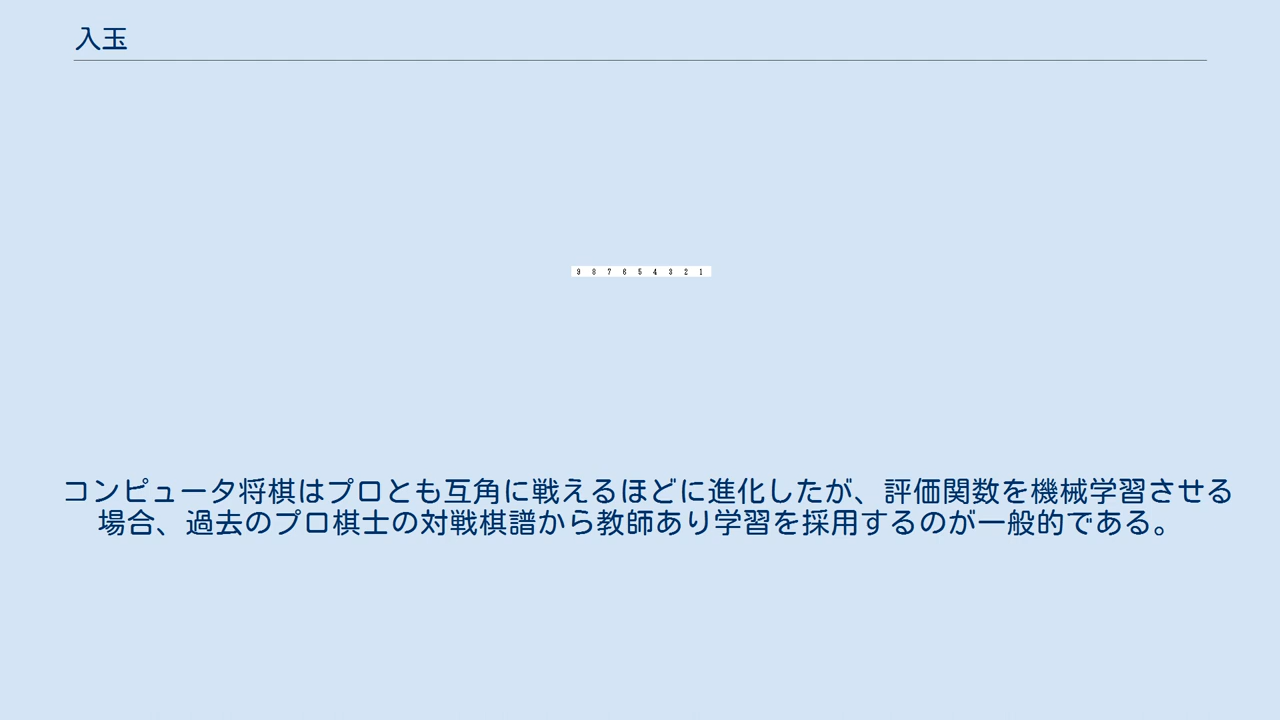 入玉
9 8 7 6 5 4 3 2 1
コンピュータ将棋はプロとも互角に戦えるほどに進化したが、評価関数を機械学習させる
場合、過去のプロ棋士の対戦棋譜から教師あり学習を採用するのが一般的である。